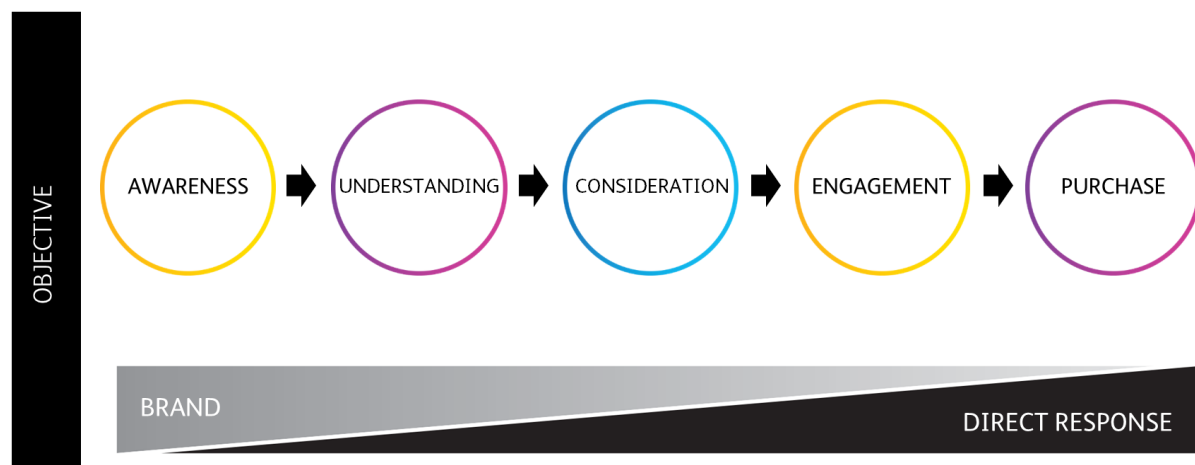 OBJECTIVE
AWARENESS
UNDERSTANDING
CONSIDERATION
ENGAGEMENT
PURCHASE
BRAND
DIRECT RESPONSE